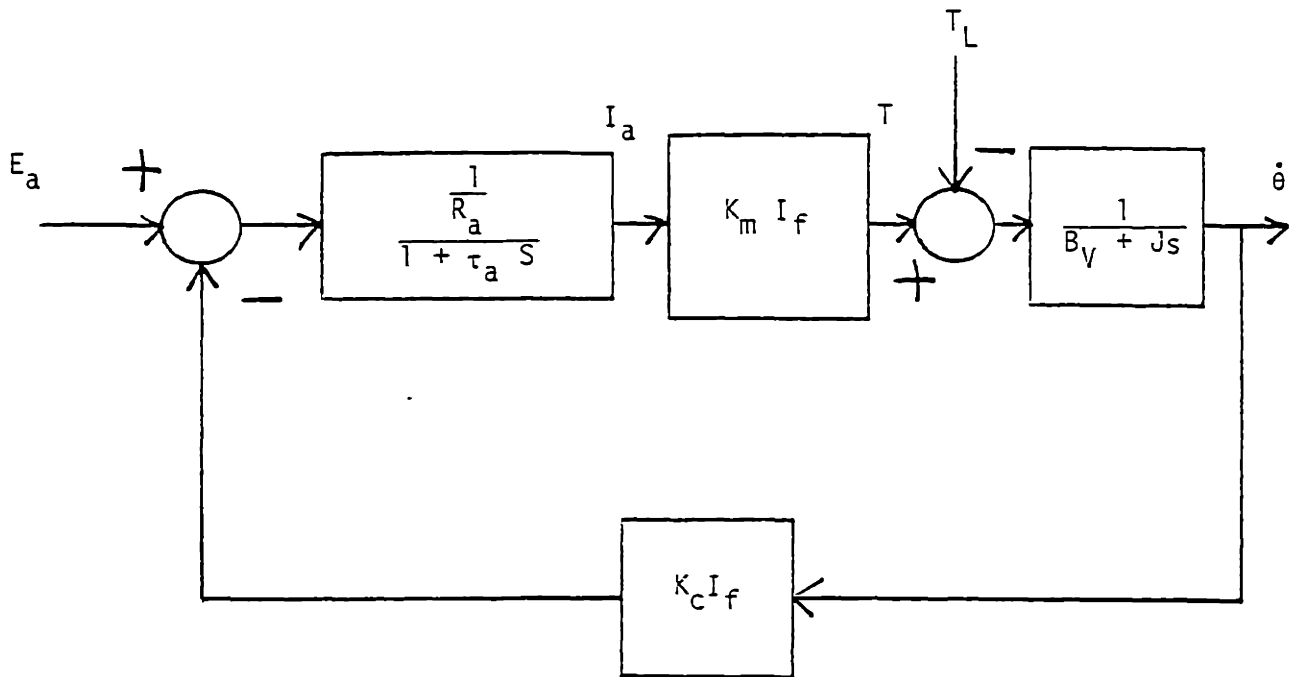 T_L
I_a
T
E_a
+
1
R_a
1 + τ_a S
K_m I_f
−
1
B_V + Js
θ̇
−
+
K_c I_f